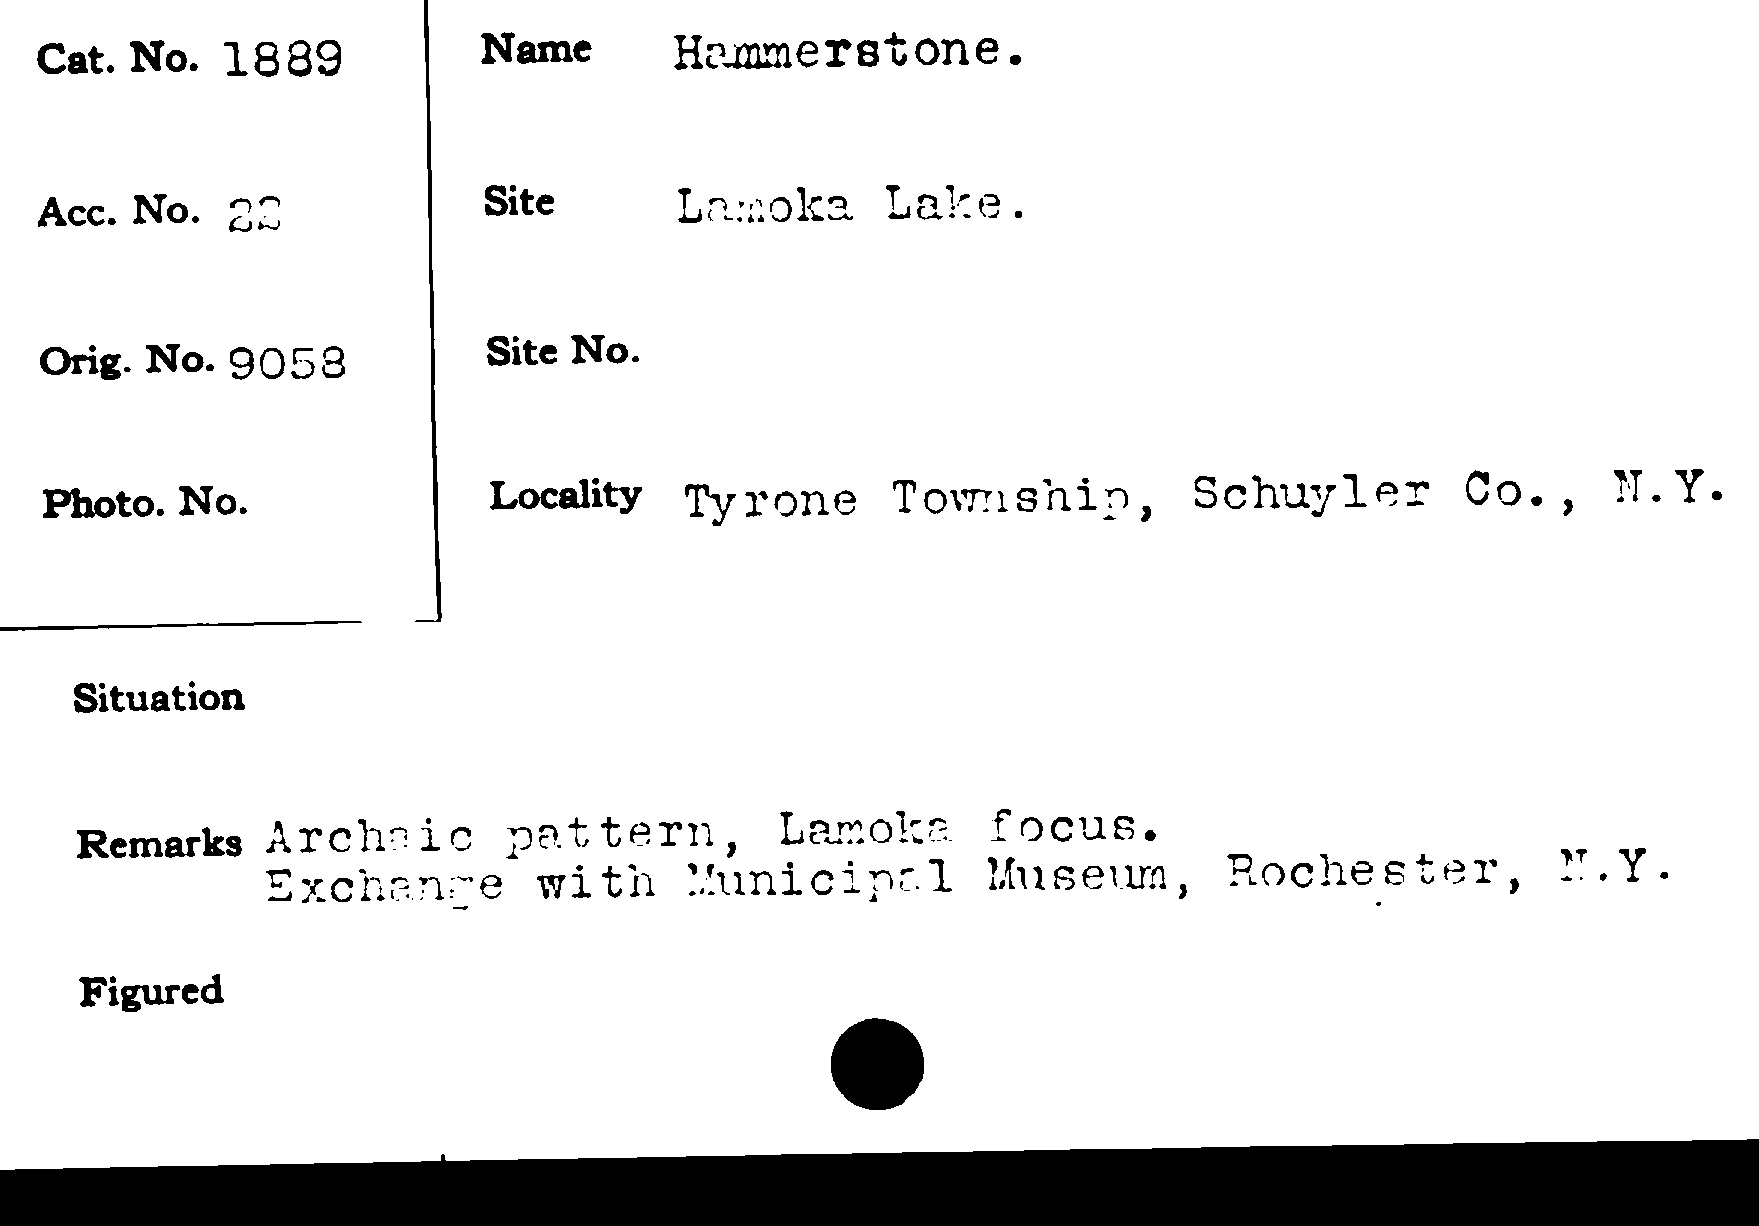 Cat. No. 1889
Name Hammerstone.
Acc. No. 22
Site Lamoka Lake.
Orig. No. 9058
Site No.
Photo. No.
Locality Tyrone Township, Schuyler Co., N.Y.
Situation
Remarks Archaic pattern, Lamoka focus.
Exchange with Municipal Museum, Rochester, N.Y.
Figured